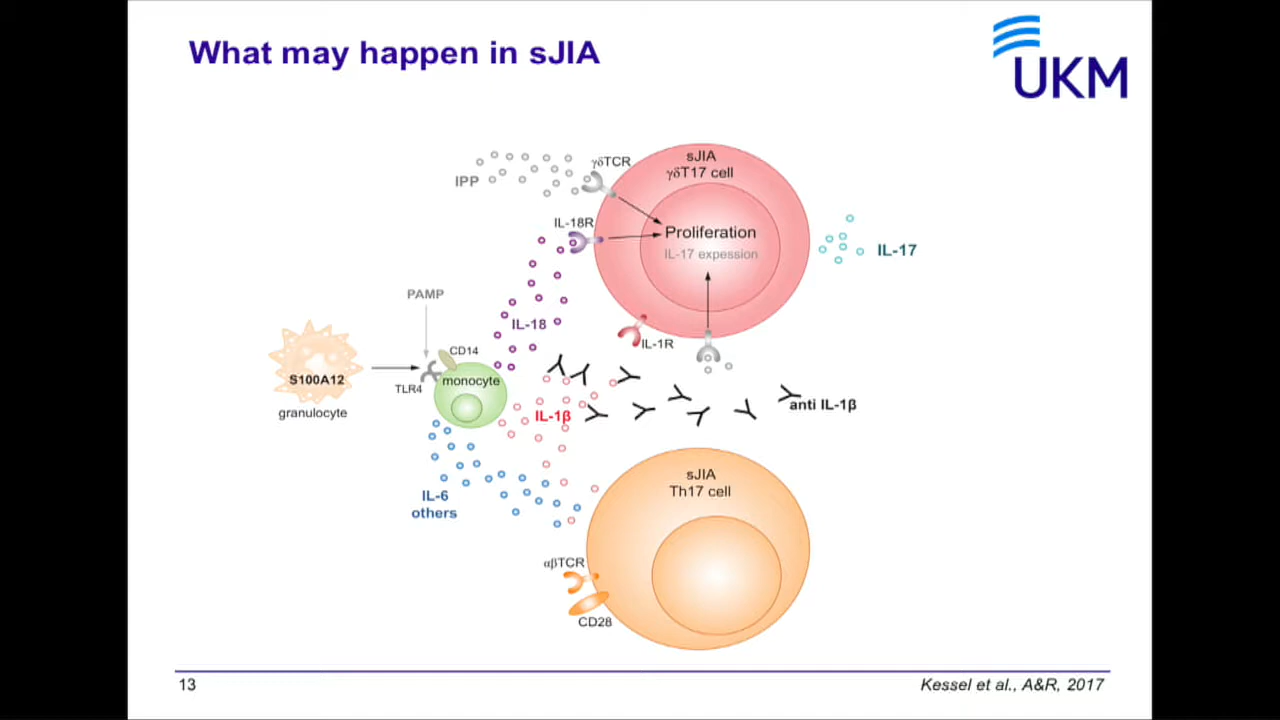 What may happen in sJIA
UKM
IPP
γδTCR
sJIA
γδT17 cell
IL-18R
Proliferation
IL-17 expession
IL-17
PAMP
IL-18
IL-1R
CD14
S100A12
TLR4
monocyte
granulocyte
IL-1β
anti IL-1β
sJIA
Th17 cell
IL-6
others
αβTCR
CD28
13
Kessel et al., A&R, 2017